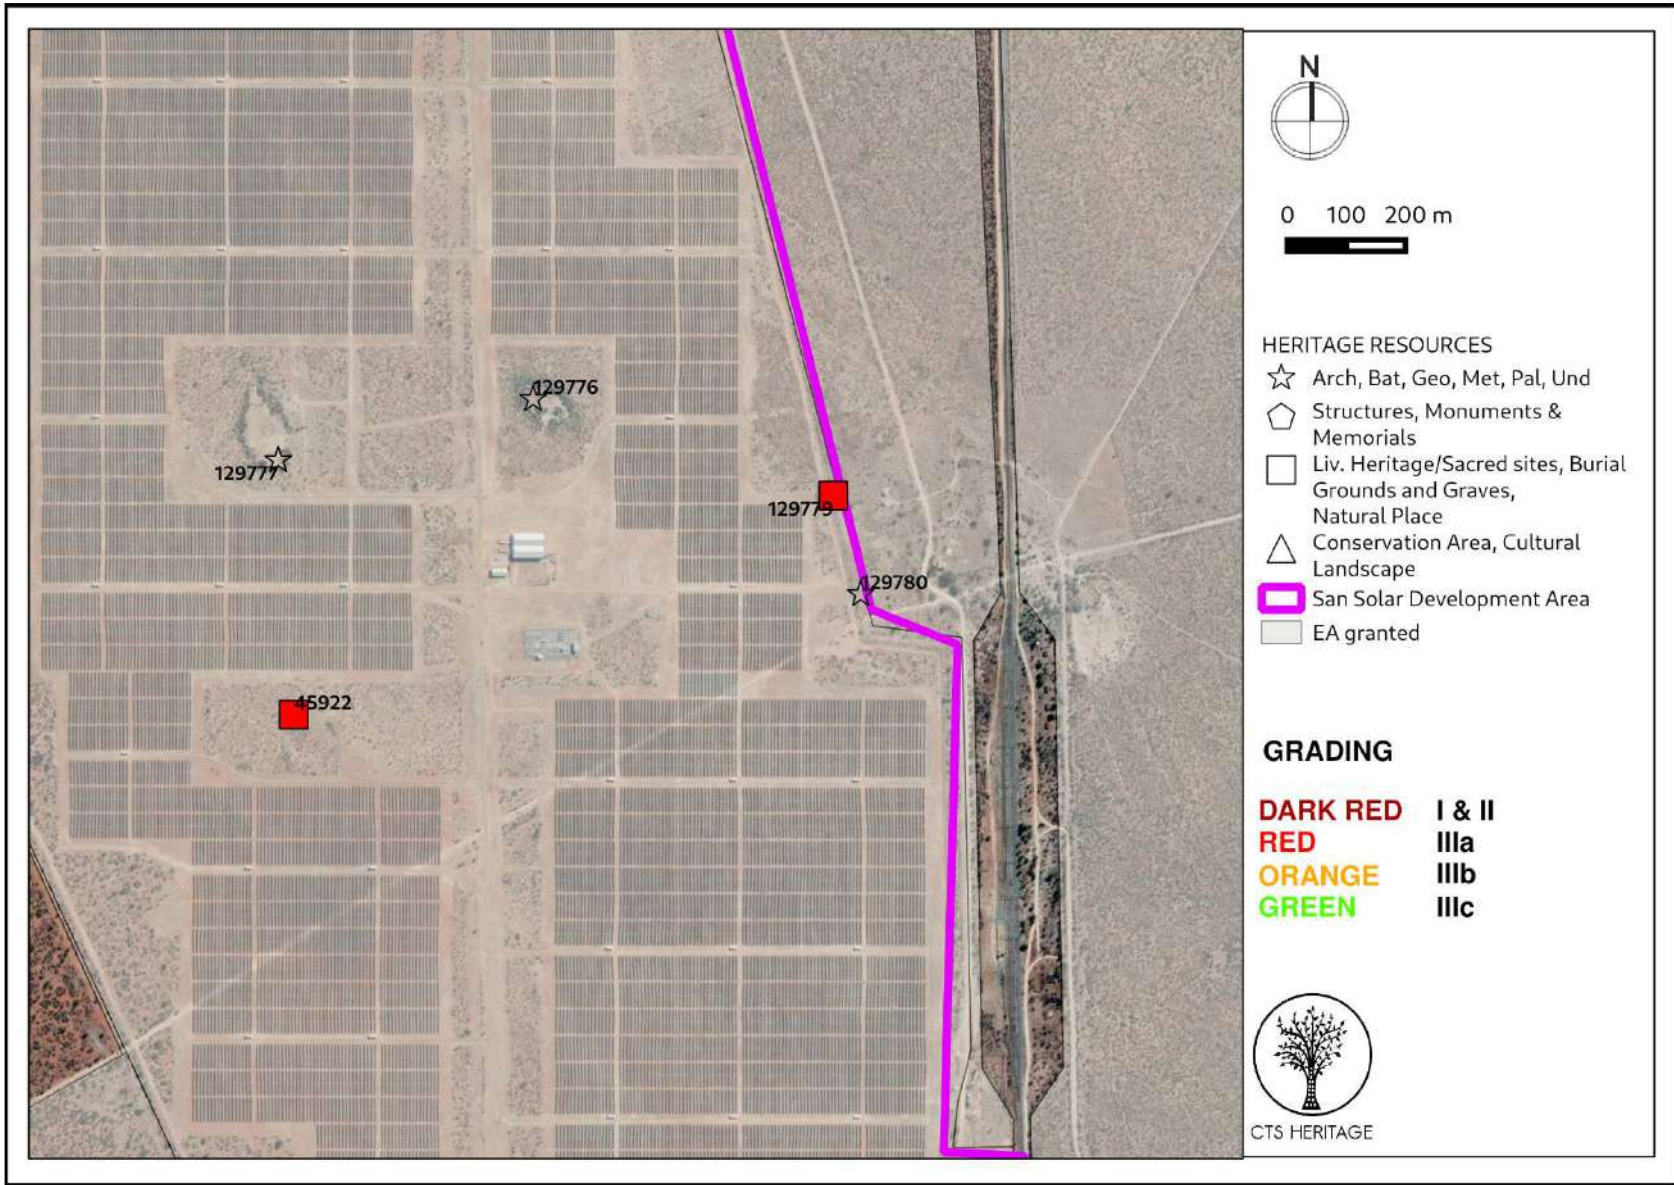 129776
129777
129779
129780
45922
N
0 100 200 m
HERITAGE RESOURCES
Arch, Bat, Geo, Met, Pal, Und
Structures, Monuments &
Memorials
Liv. Heritage/Sacred sites, Burial
Grounds and Graves,
Natural Place
Conservation Area, Cultural
Landscape
San Solar Development Area
EA granted
GRADING
DARK RED I & II
RED IIIa
ORANGE IIIb
GREEN IIIc
CTS HERITAGE